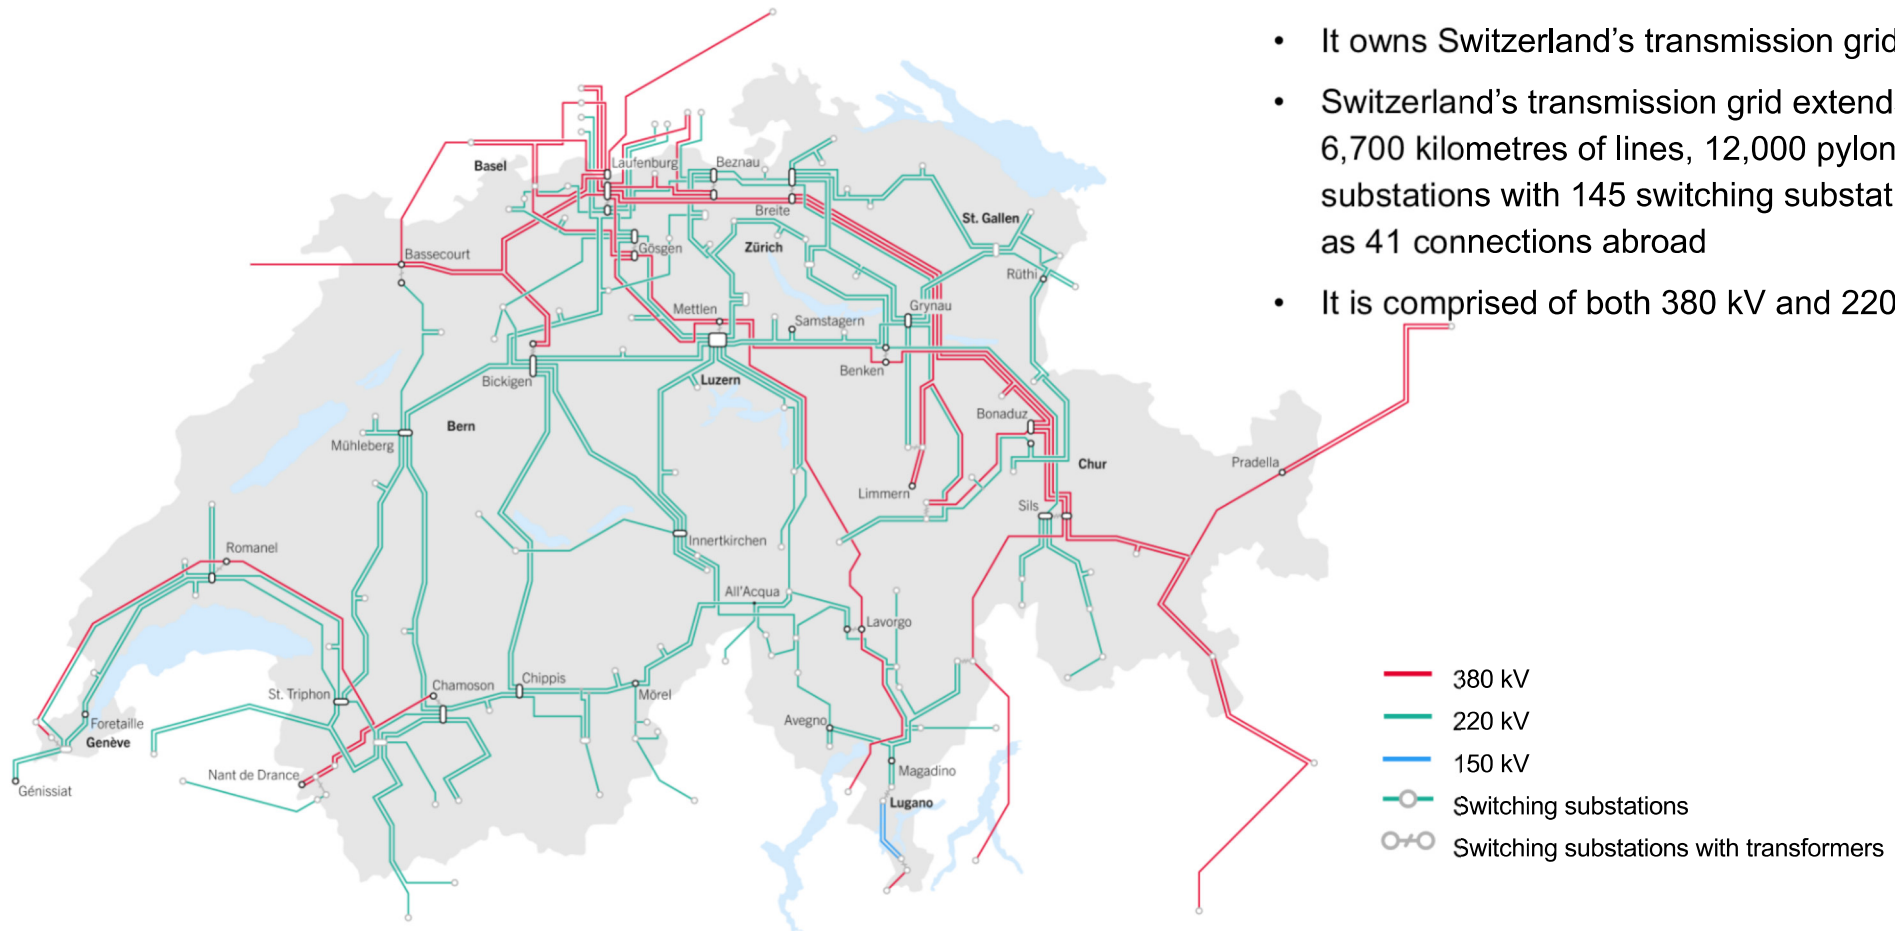 • It owns Switzerland's transmission grid
• Switzerland's transmission grid extend
6,700 kilometres of lines, 12,000 pylon
substations with 145 switching substat
as 41 connections abroad
• It is comprised of both 380 kV and 220
Basel
Laufenburg
Beznau
Breite
St. Gallen
Zürich
Gösgen
Bassecourt
Rüthi
Mettlen
Grynau
Samstagern
Benken
Bickigen
Luzern
Bonaduz
Bern
Mühleberg
Chur
Pradella
Limmern
Sils
Innertkirchen
Romanel
All'Acqua
Lavorgo
St. Triphon
Chamoson
Chippis
Mörel
Avegno
Foretaille
Genève
Nant de Drance
Magadino
Génissiat
Lugano
380 kV
220 kV
150 kV
Switching substations
Switching substations with transformers